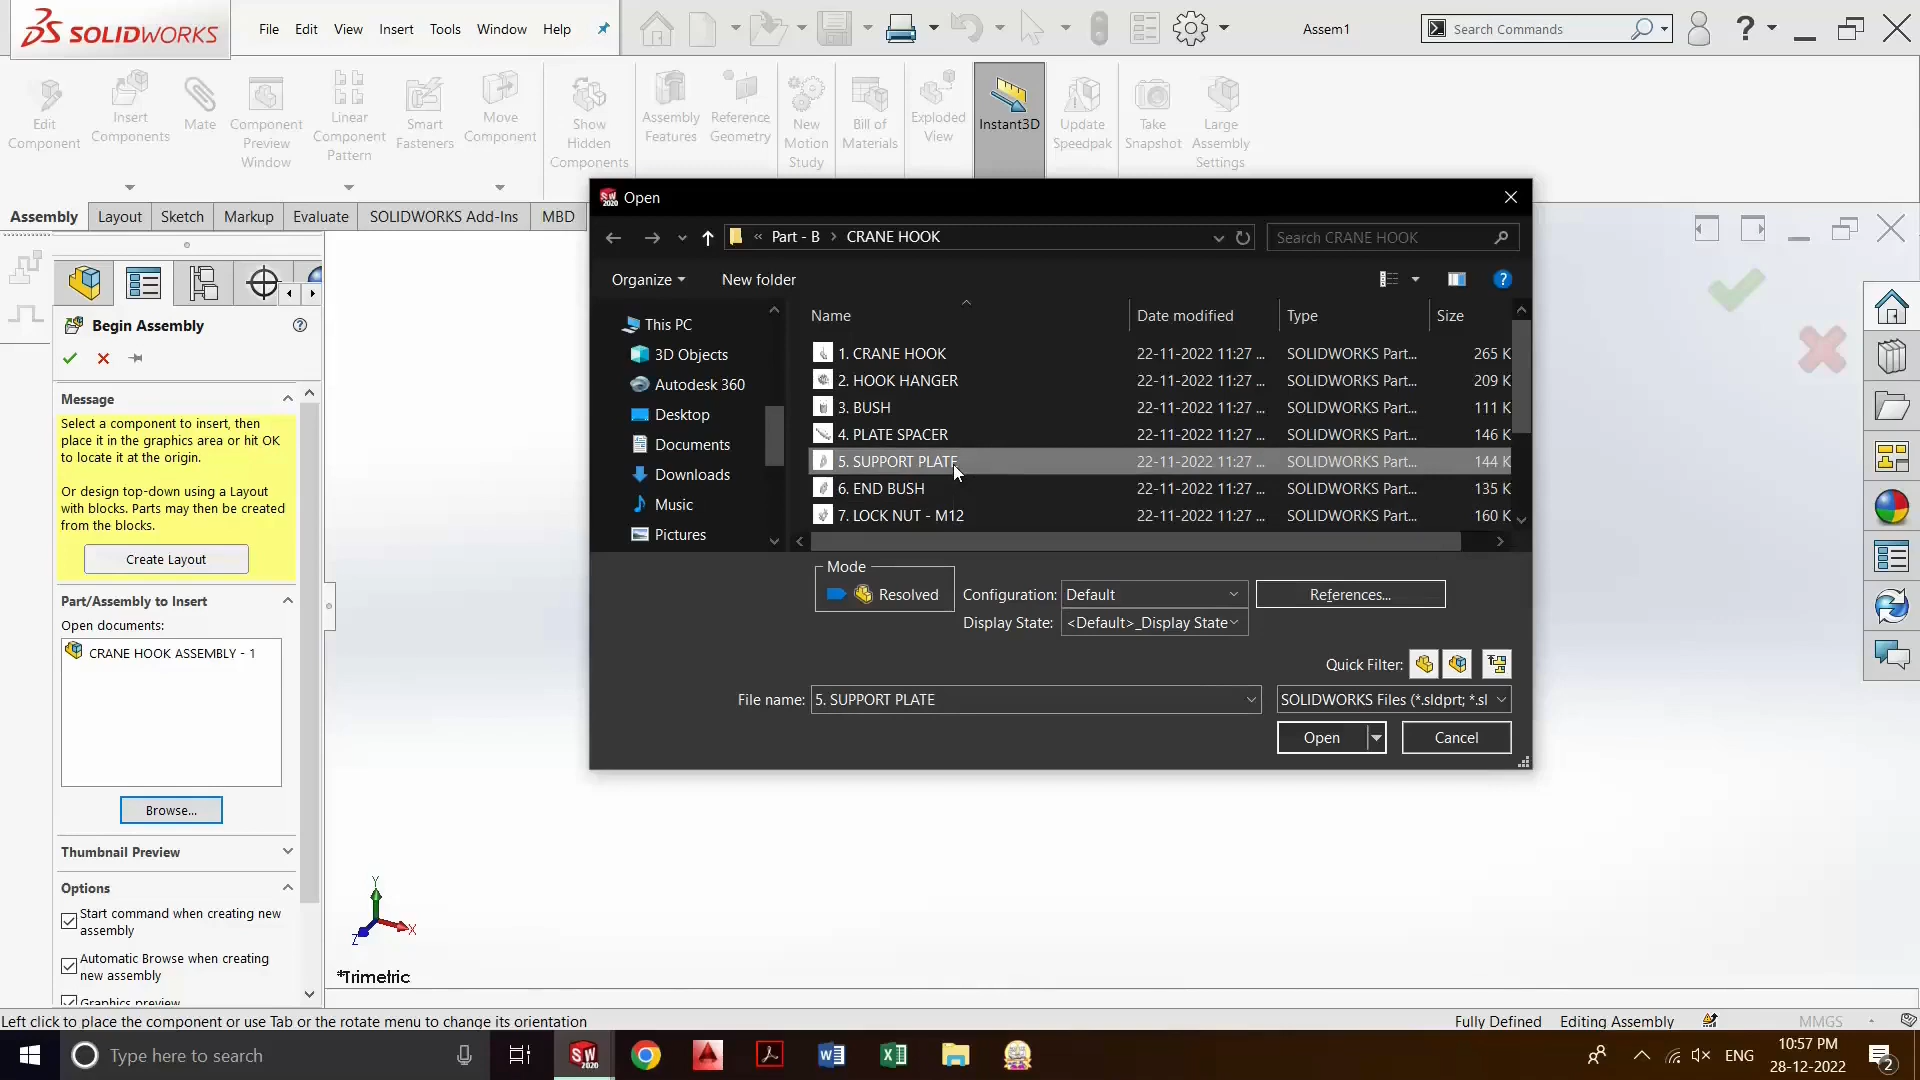 SOLIDWORKS
File Edit View Insert Tools Window Help
Assem1
Search Commands
Edit Component
Insert Components
Mate
Component Preview Window
Linear Component Pattern
Smart Fasteners
Move Component
Show Hidden Components
Assembly Features
Reference Geometry
New Motion Study
Bill of Materials
Exploded View
Instant3D
Update Speedpak
Take Snapshot
Large Assembly Settings
Assembly Layout Sketch Markup Evaluate SOLIDWORKS Add-Ins MBD
Begin Assembly
Message
Select a component to insert, then
place it in the graphics area or hit OK
to locate it at the origin.
Or design top-down using a Layout
with blocks. Parts may then be created
from the blocks.
Create Layout
Part/Assembly to Insert
Open documents:
CRANE HOOK ASSEMBLY - 1
Browse...
Thumbnail Preview
Options
Start command when creating new
assembly
Automatic Browse when creating
new assembly
Graphics preview
SW 2020 Open
« Part - B > CRANE HOOK
Search CRANE HOOK
Organize New folder
This PC
3D Objects
Autodesk 360
Desktop
Documents
Downloads
Music
Pictures
Name Date modified Type Size
1. CRANE HOOK 22-11-2022 11:27 ... SOLIDWORKS Part... 265 K
2. HOOK HANGER 22-11-2022 11:27 ... SOLIDWORKS Part... 209 K
3. BUSH 22-11-2022 11:27 ... SOLIDWORKS Part... 111 K
4. PLATE SPACER 22-11-2022 11:27 ... SOLIDWORKS Part... 146 K
5. SUPPORT PLATE 22-11-2022 11:27 ... SOLIDWORKS Part... 144 K
6. END BUSH 22-11-2022 11:27 ... SOLIDWORKS Part... 135 K
7. LOCK NUT - M12 22-11-2022 11:27 ... SOLIDWORKS Part... 160 K
Mode
Resolved
Configuration: Default
References...
Display State: <Default>_Display State
Quick Filter:
File name: 5. SUPPORT PLATE
SOLIDWORKS Files (*.sldprt; *.sl
Open Cancel
Y
X
Z
*Trimetric
Left click to place the component or use Tab or the rotate menu to change its orientation
Fully Defined Editing Assembly MMGS
Type here to search
SW 2020
ENG
10:57 PM
28-12-2022
2